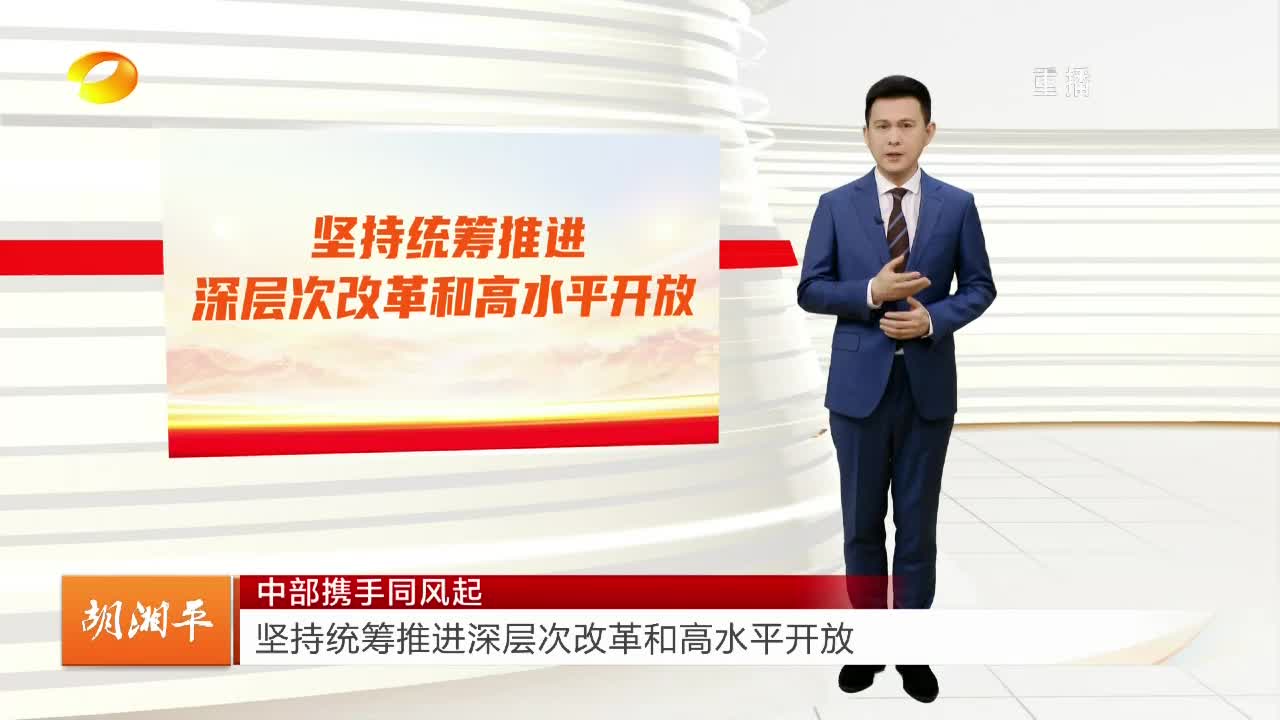 重播
坚持统筹推进
深层次改革和高水平开放
胡湘平
中部携手同风起
坚持统筹推进深层次改革和高水平开放